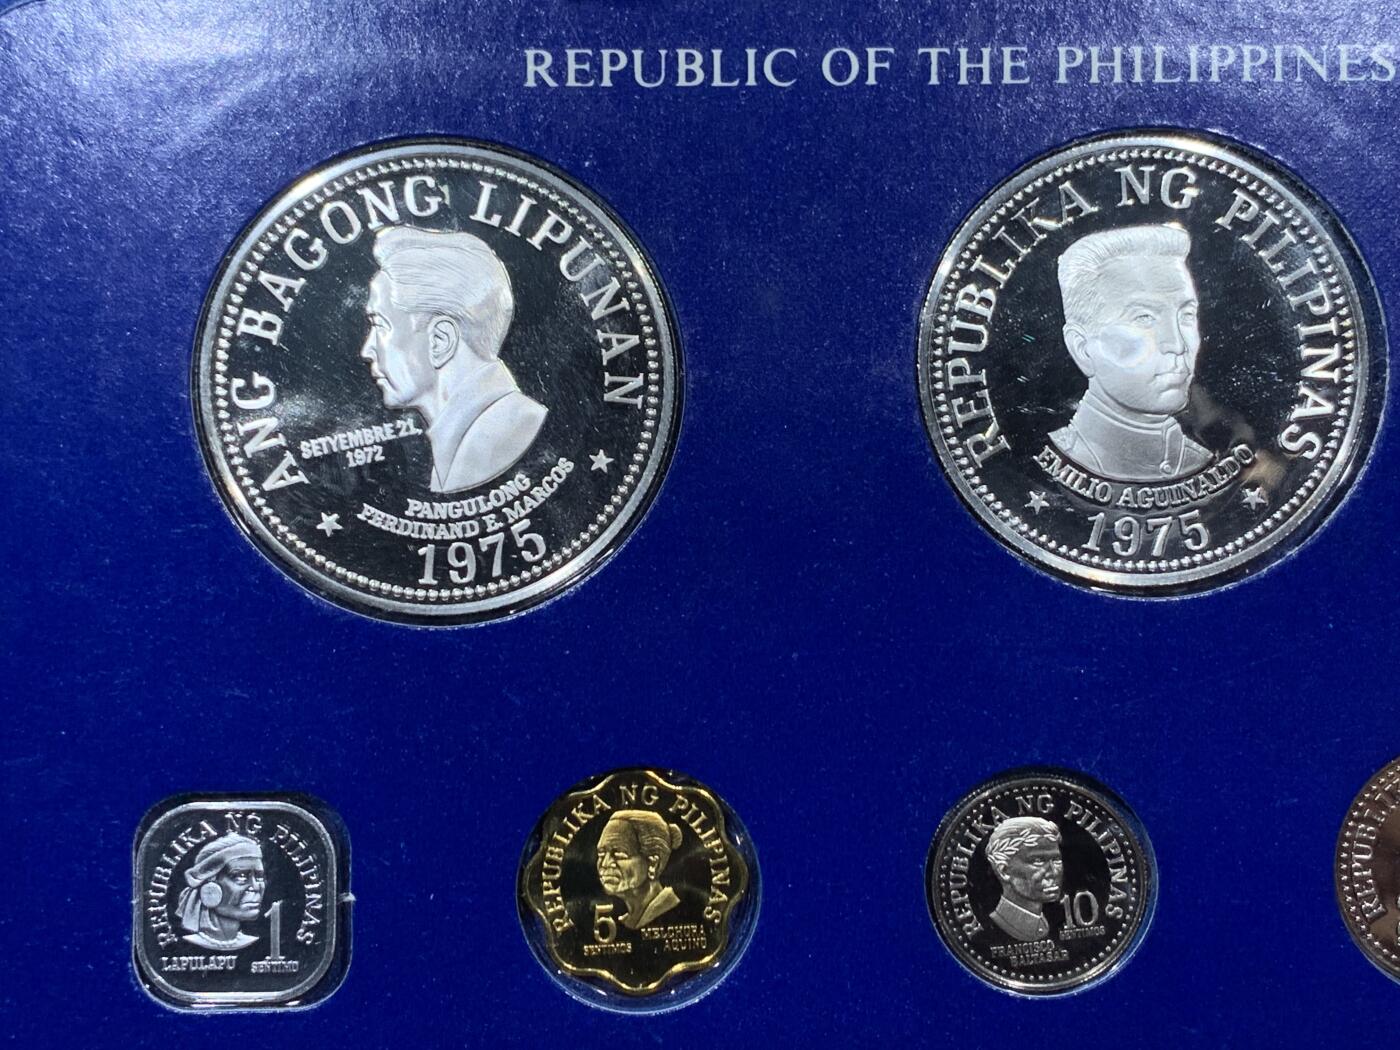 REPUBLIC OF THE PHILIPPINES
ANG BAGONG LIPUNAN
SETYEMBRE 21,
1972
PANGULONG
FERDINAND E. MARCOS
1975
REPUBLIKA NG PILIPINAS
EMILIO AGUINALDO
1975
REPUBLIKA NG PILIPINAS
1
LAPULAPU
SENTIMO
REPUBLIKA NG PILIPINAS
5
SENTIMOS
MELCHORA
AQUINO
REPUBLIKA NG PILIPINAS
10
SENTIMOS
FRANCISCO
BALTASAR
REPUBLIKA